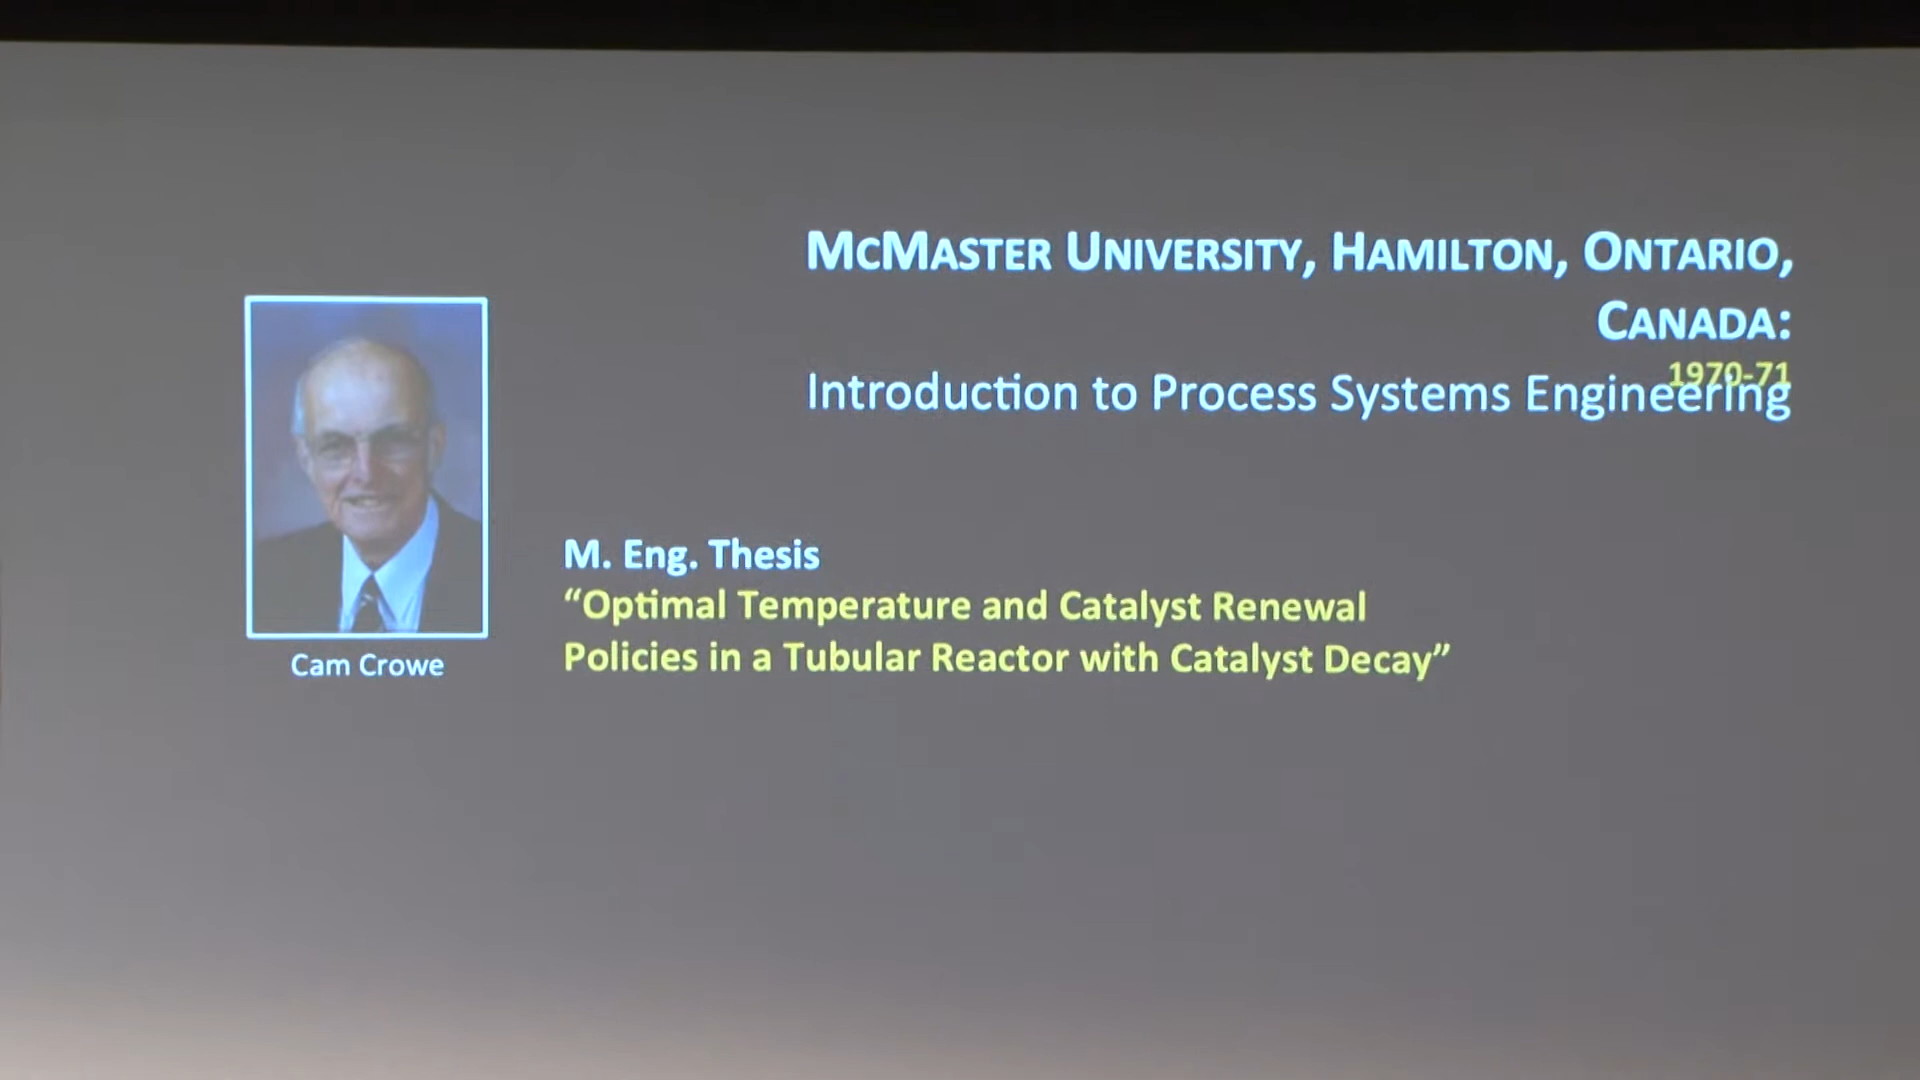 McMaster University, Hamilton, Ontario,
Canada:
1970-71
Introduction to Process Systems Engineering
M. Eng. Thesis
“Optimal Temperature and Catalyst Renewal
Policies in a Tubular Reactor with Catalyst Decay”
Cam Crowe